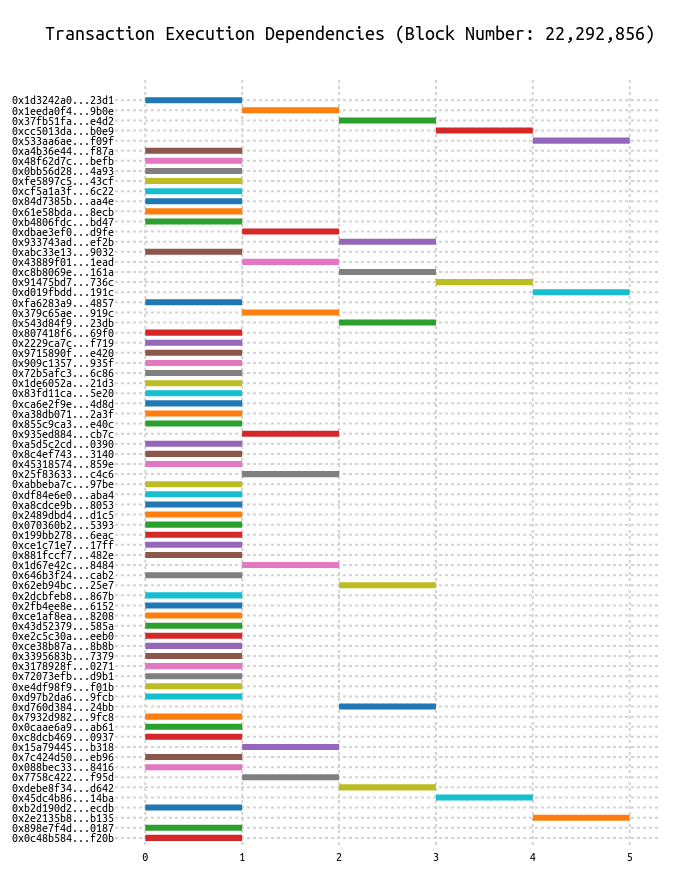 Transaction Execution Dependencies (Block Number: 22,292,856)
0x1d3242a0...23d1
0x1eeda0f4...9b0e
0x37fb51fa...e4d2
0xcc5013da...b0e9
0x533aa6ae...f09f
0xa4b36e44...f87a
0x48f62d7c...befb
0x0bb56d28...4a93
0xfe5897c5...43cf
0xcf5a1a3f...6c22
0x84d7385b...aa4e
0x61e58bda...8ecb
0xb4806fdc...bd47
0xdbae3ef0...d9fe
0x933743ad...ef2b
0xabc33e13...9032
0x43889f01...1ead
0xc8b8069e...161a
0x91475bd7...736c
0xd019fbdd...191c
0xfa6283a9...4857
0x379c65ae...919c
0x543d84f9...23db
0x807418f6...69f0
0x2229ca7c...f719
0x9715890f...e420
0x909c1357...935f
0x72b5afc3...6c86
0x1de6052a...21d3
0x83fd11ca...5e20
0xca6e2f9e...4d8d
0xa38db071...2a3f
0x855c9ca3...e40c
0x935ed884...cb7c
0xa5d5c2cd...0390
0x8c4ef743...3140
0x45318574...859e
0x25f83633...c4c6
0xabbeba7c...97be
0xdf84e6e0...aba4
0xa8cdce9b...8053
0x2489dbd4...d1c5
0x070360b2...5393
0x199bb278...6eac
0xce1c71e7...17ff
0x881fccf7...482e
0x1d67e42c...8484
0x646b3f24...cab2
0x62eb94bc...25e7
0x2dcbfeb8...867b
0x2fb4ee8e...6152
0xce1af8ea...8208
0x43d52379...585a
0xe2c5c30a...eeb0
0xce38b87a...8b8b
0x3395683b...7379
0x3178928f...0271
0x72073efb...d9b1
0xe4df98f9...f01b
0xd97b2da6...9fcb
0xd760d384...24bb
0x7932d982...9fc8
0x0caae6a9...ab61
0xc8dcb469...0937
0x15a79445...b318
0x7c424d50...eb96
0x088bec33...8416
0x7758c422...f95d
0xdebe8f34...d642
0x45dc4b86...14ba
0xb2d190d2...ecdb
0x2e2135b8...b135
0x898e7f4d...0187
0x0c48b584...f20b
0 1 2 3 4 5